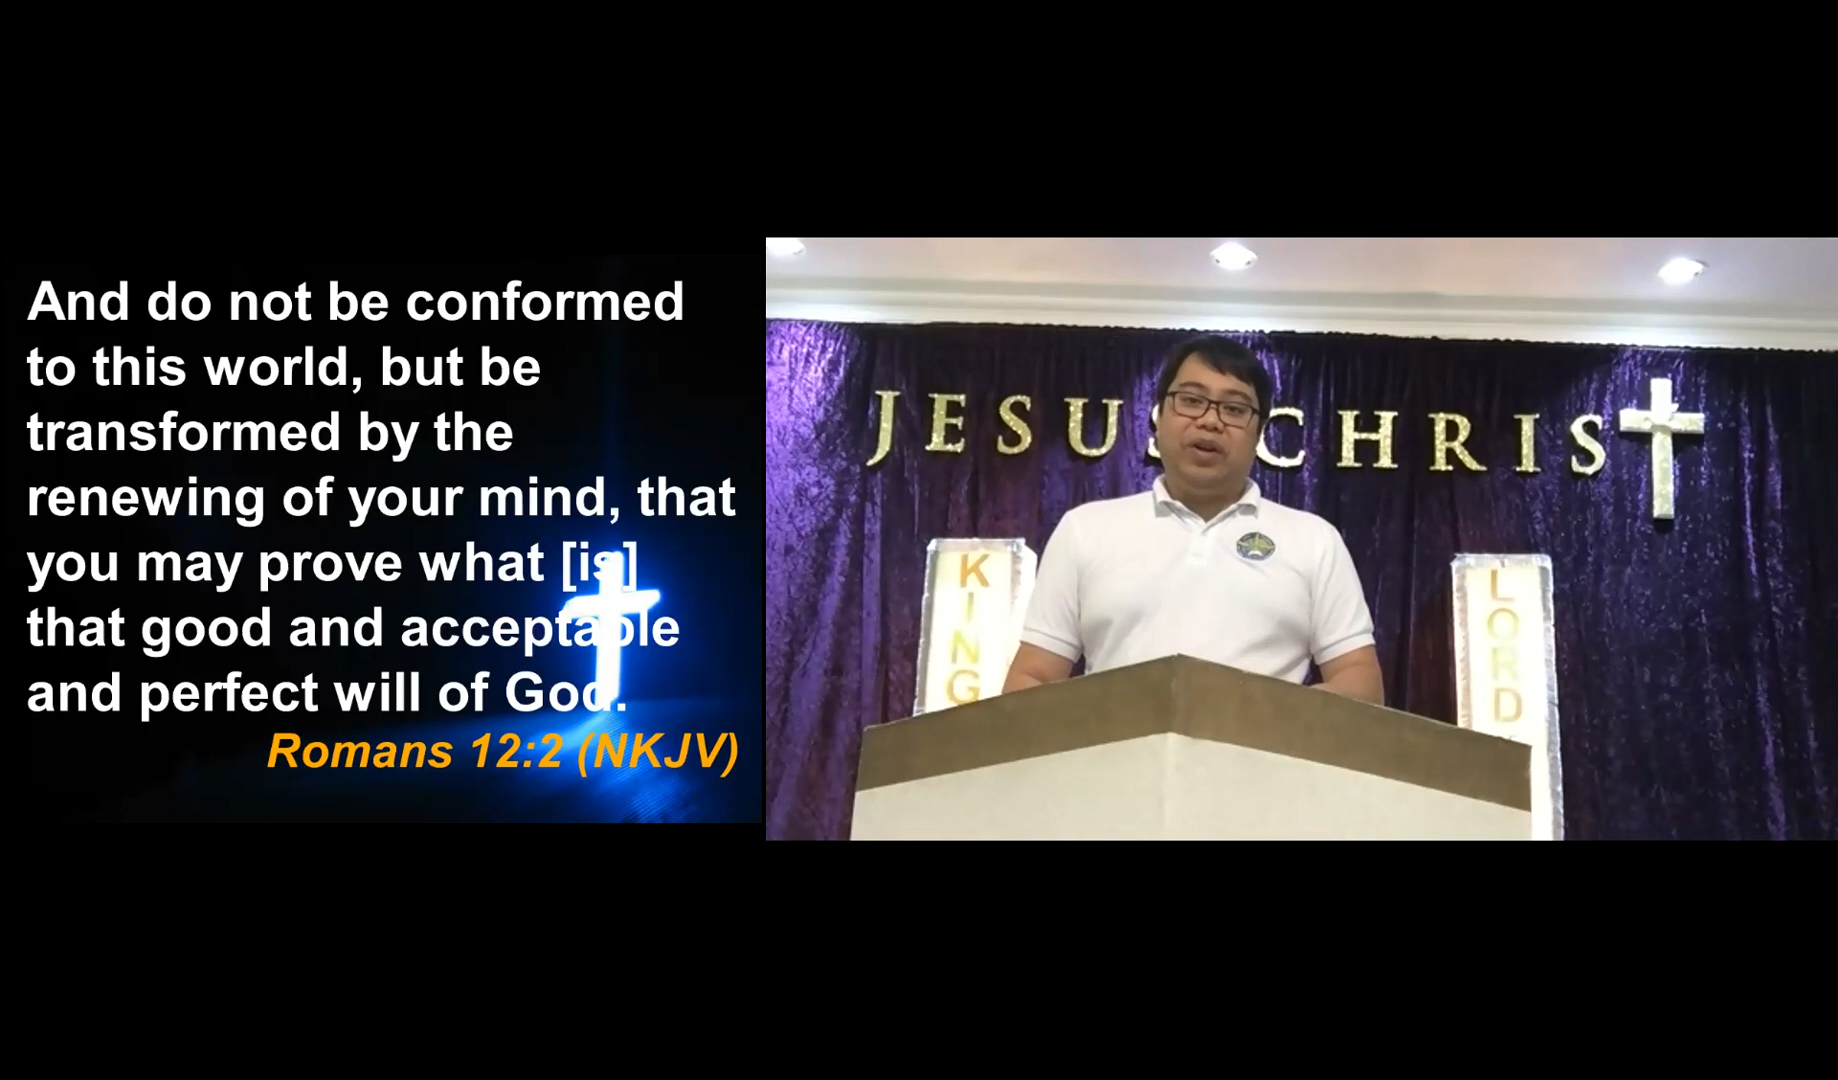 And do not be conformed
to this world, but be
transformed by the
renewing of your mind, that
you may prove what [is]
that good and acceptable
and perfect will of God.
Romans 12:2 (NKJV)
JESUS CHRIST
KING
LORD